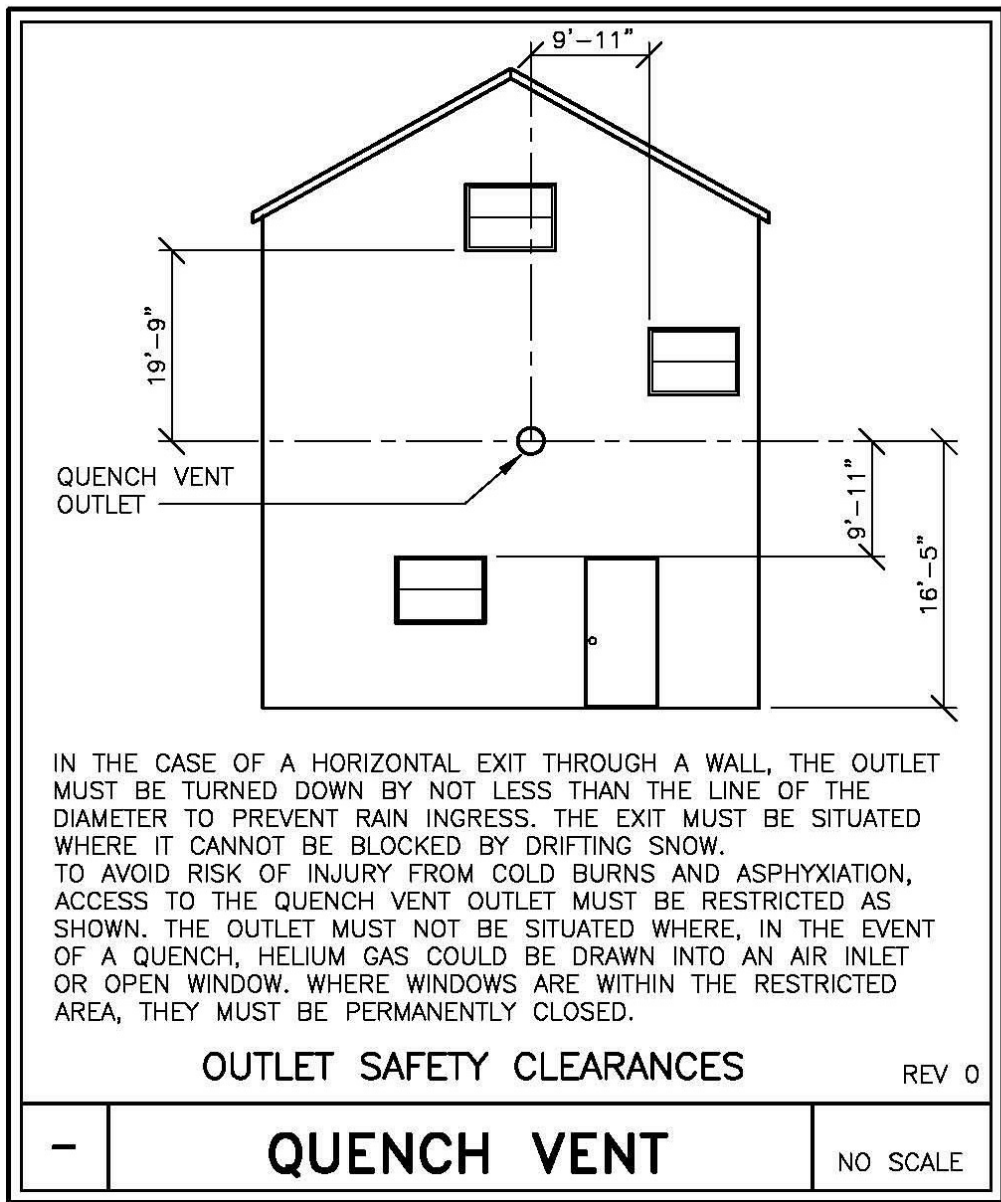 9'-11"
19'-9"
QUENCH VENT
OUTLET
9'-11"
16'-5"
IN THE CASE OF A HORIZONTAL EXIT THROUGH A WALL, THE OUTLET
MUST BE TURNED DOWN BY NOT LESS THAN THE LINE OF THE
DIAMETER TO PREVENT RAIN INGRESS. THE EXIT MUST BE SITUATED
WHERE IT CANNOT BE BLOCKED BY DRIFTING SNOW.
TO AVOID RISK OF INJURY FROM COLD BURNS AND ASPHYXIATION,
ACCESS TO THE QUENCH VENT OUTLET MUST BE RESTRICTED AS
SHOWN. THE OUTLET MUST NOT BE SITUATED WHERE, IN THE EVENT
OF A QUENCH, HELIUM GAS COULD BE DRAWN INTO AN AIR INLET
OR OPEN WINDOW. WHERE WINDOWS ARE WITHIN THE RESTRICTED
AREA, THEY MUST BE PERMANENTLY CLOSED.
OUTLET SAFETY CLEARANCES
REV 0
-
QUENCH VENT
NO SCALE